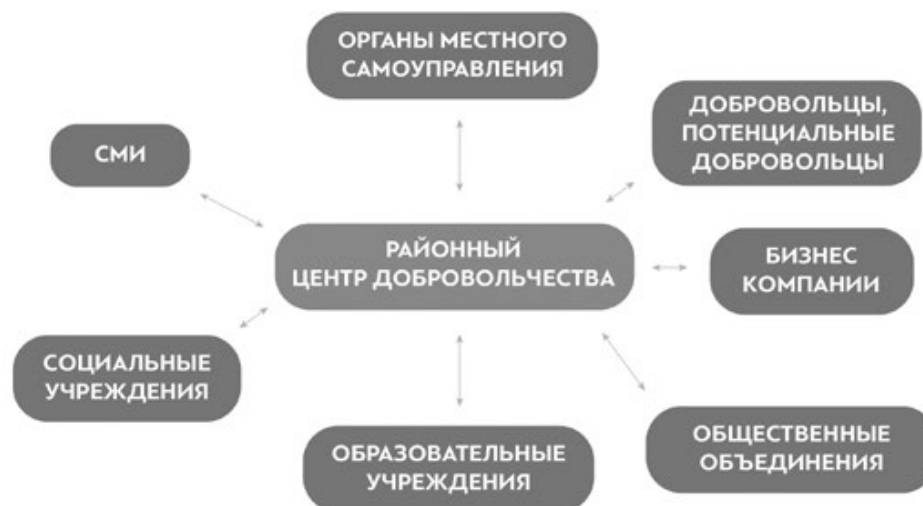 ОРГАНЫ МЕСТНОГО
САМОУПРАВЛЕНИЯ
ДОБРОВОЛЬЦЫ,
ПОТЕНЦИАЛЬНЫЕ
ДОБРОВОЛЬЦЫ
СМИ
РАЙОННЫЙ
ЦЕНТР ДОБРОВОЛЬЧЕСТВА
БИЗНЕС
КОМПАНИИ
СОЦИАЛЬНЫЕ
УЧРЕЖДЕНИЯ
ОБРАЗОВАТЕЛЬНЫЕ
УЧРЕЖДЕНИЯ
ОБЩЕСТВЕННЫЕ
ОБЪЕДИНЕНИЯ